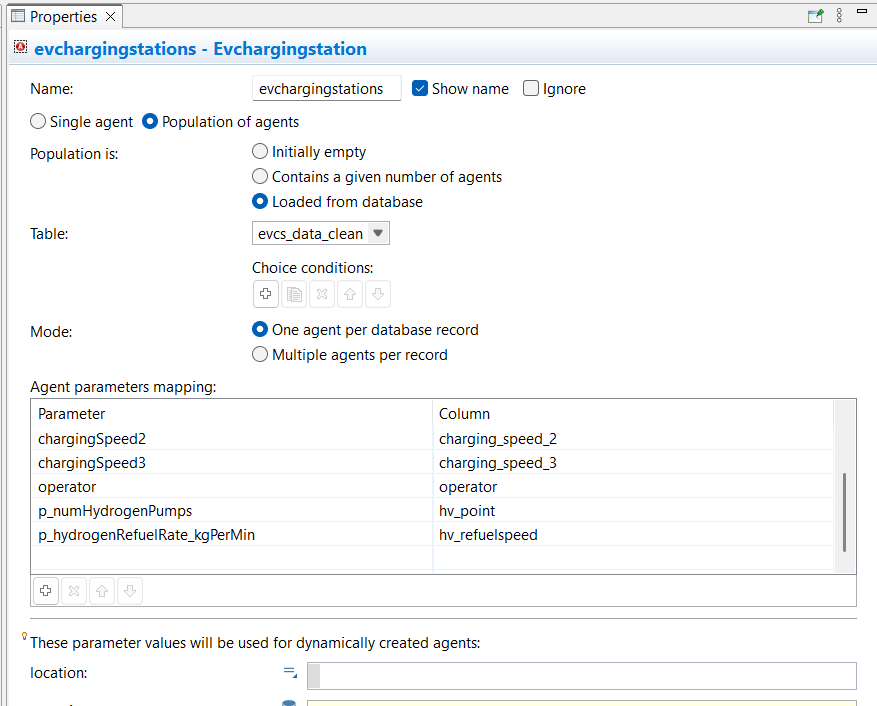 Properties
evchargingstations - Evchargingstation
Name: evchargingstations Show name Ignore
Single agent Population of agents
Population is: Initially empty
Contains a given number of agents
Loaded from database
Table: evcs_data_clean
Choice conditions:
Mode: One agent per database record
Multiple agents per record
Agent parameters mapping:
Parameter Column
chargingSpeed2 charging_speed_2
chargingSpeed3 charging_speed_3
operator operator
p_numHydrogenPumps hv_point
p_hydrogenRefuelRate_kgPerMin hv_refuelspeed
These parameter values will be used for dynamically created agents:
location: